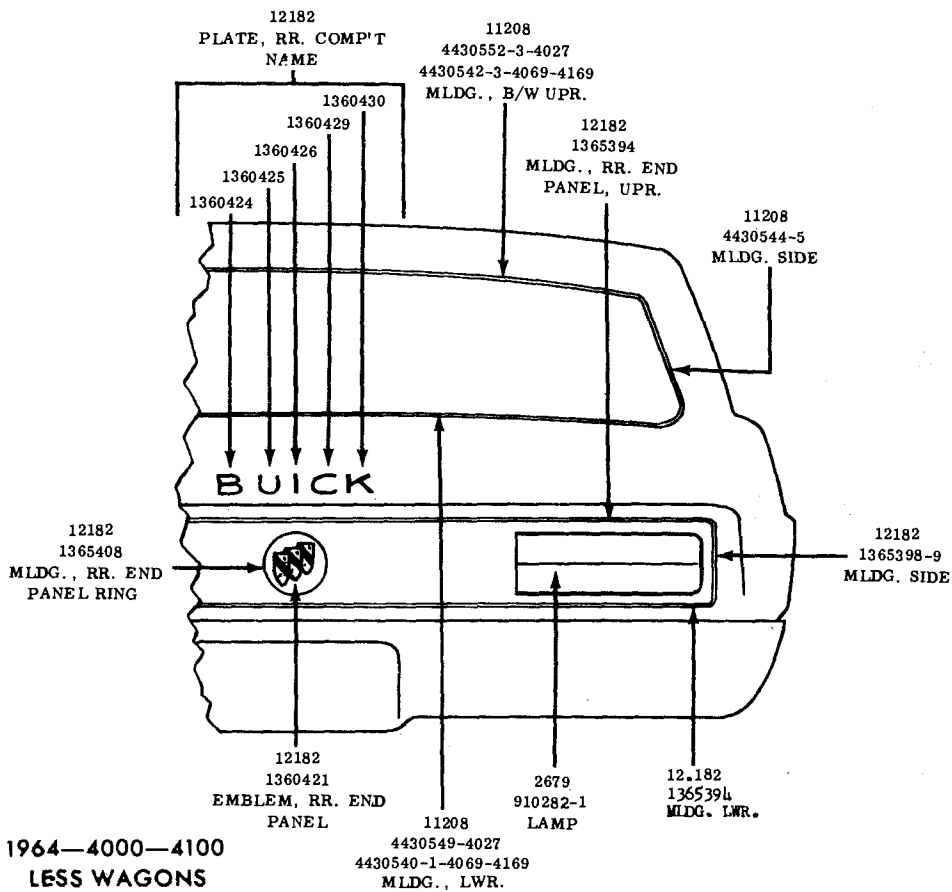 12182
PLATE, RR. COMP'T
NAME
1360424
1360425
1360426
1360429
1360430
11208
4430552-3-4027
4430542-3-4069-4169
MLDG., B/W UPR.
12182
1365394
MLDG., RR. END
PANEL, UPR.
11208
4430544-5
MLDG. SIDE
BUICK
12182
1365408
MLDG., RR. END
PANEL RING
12182
1365398-9
MLDG. SIDE
12182
1360421
EMBLEM, RR. END
PANEL
11208
4430549-4027
4430540-1-4069-4169
MLDG., LWR.
2679
910282-1
LAMP
12.182
1365394
MLDG. LWR.
1964—4000—4100
LESS WAGONS